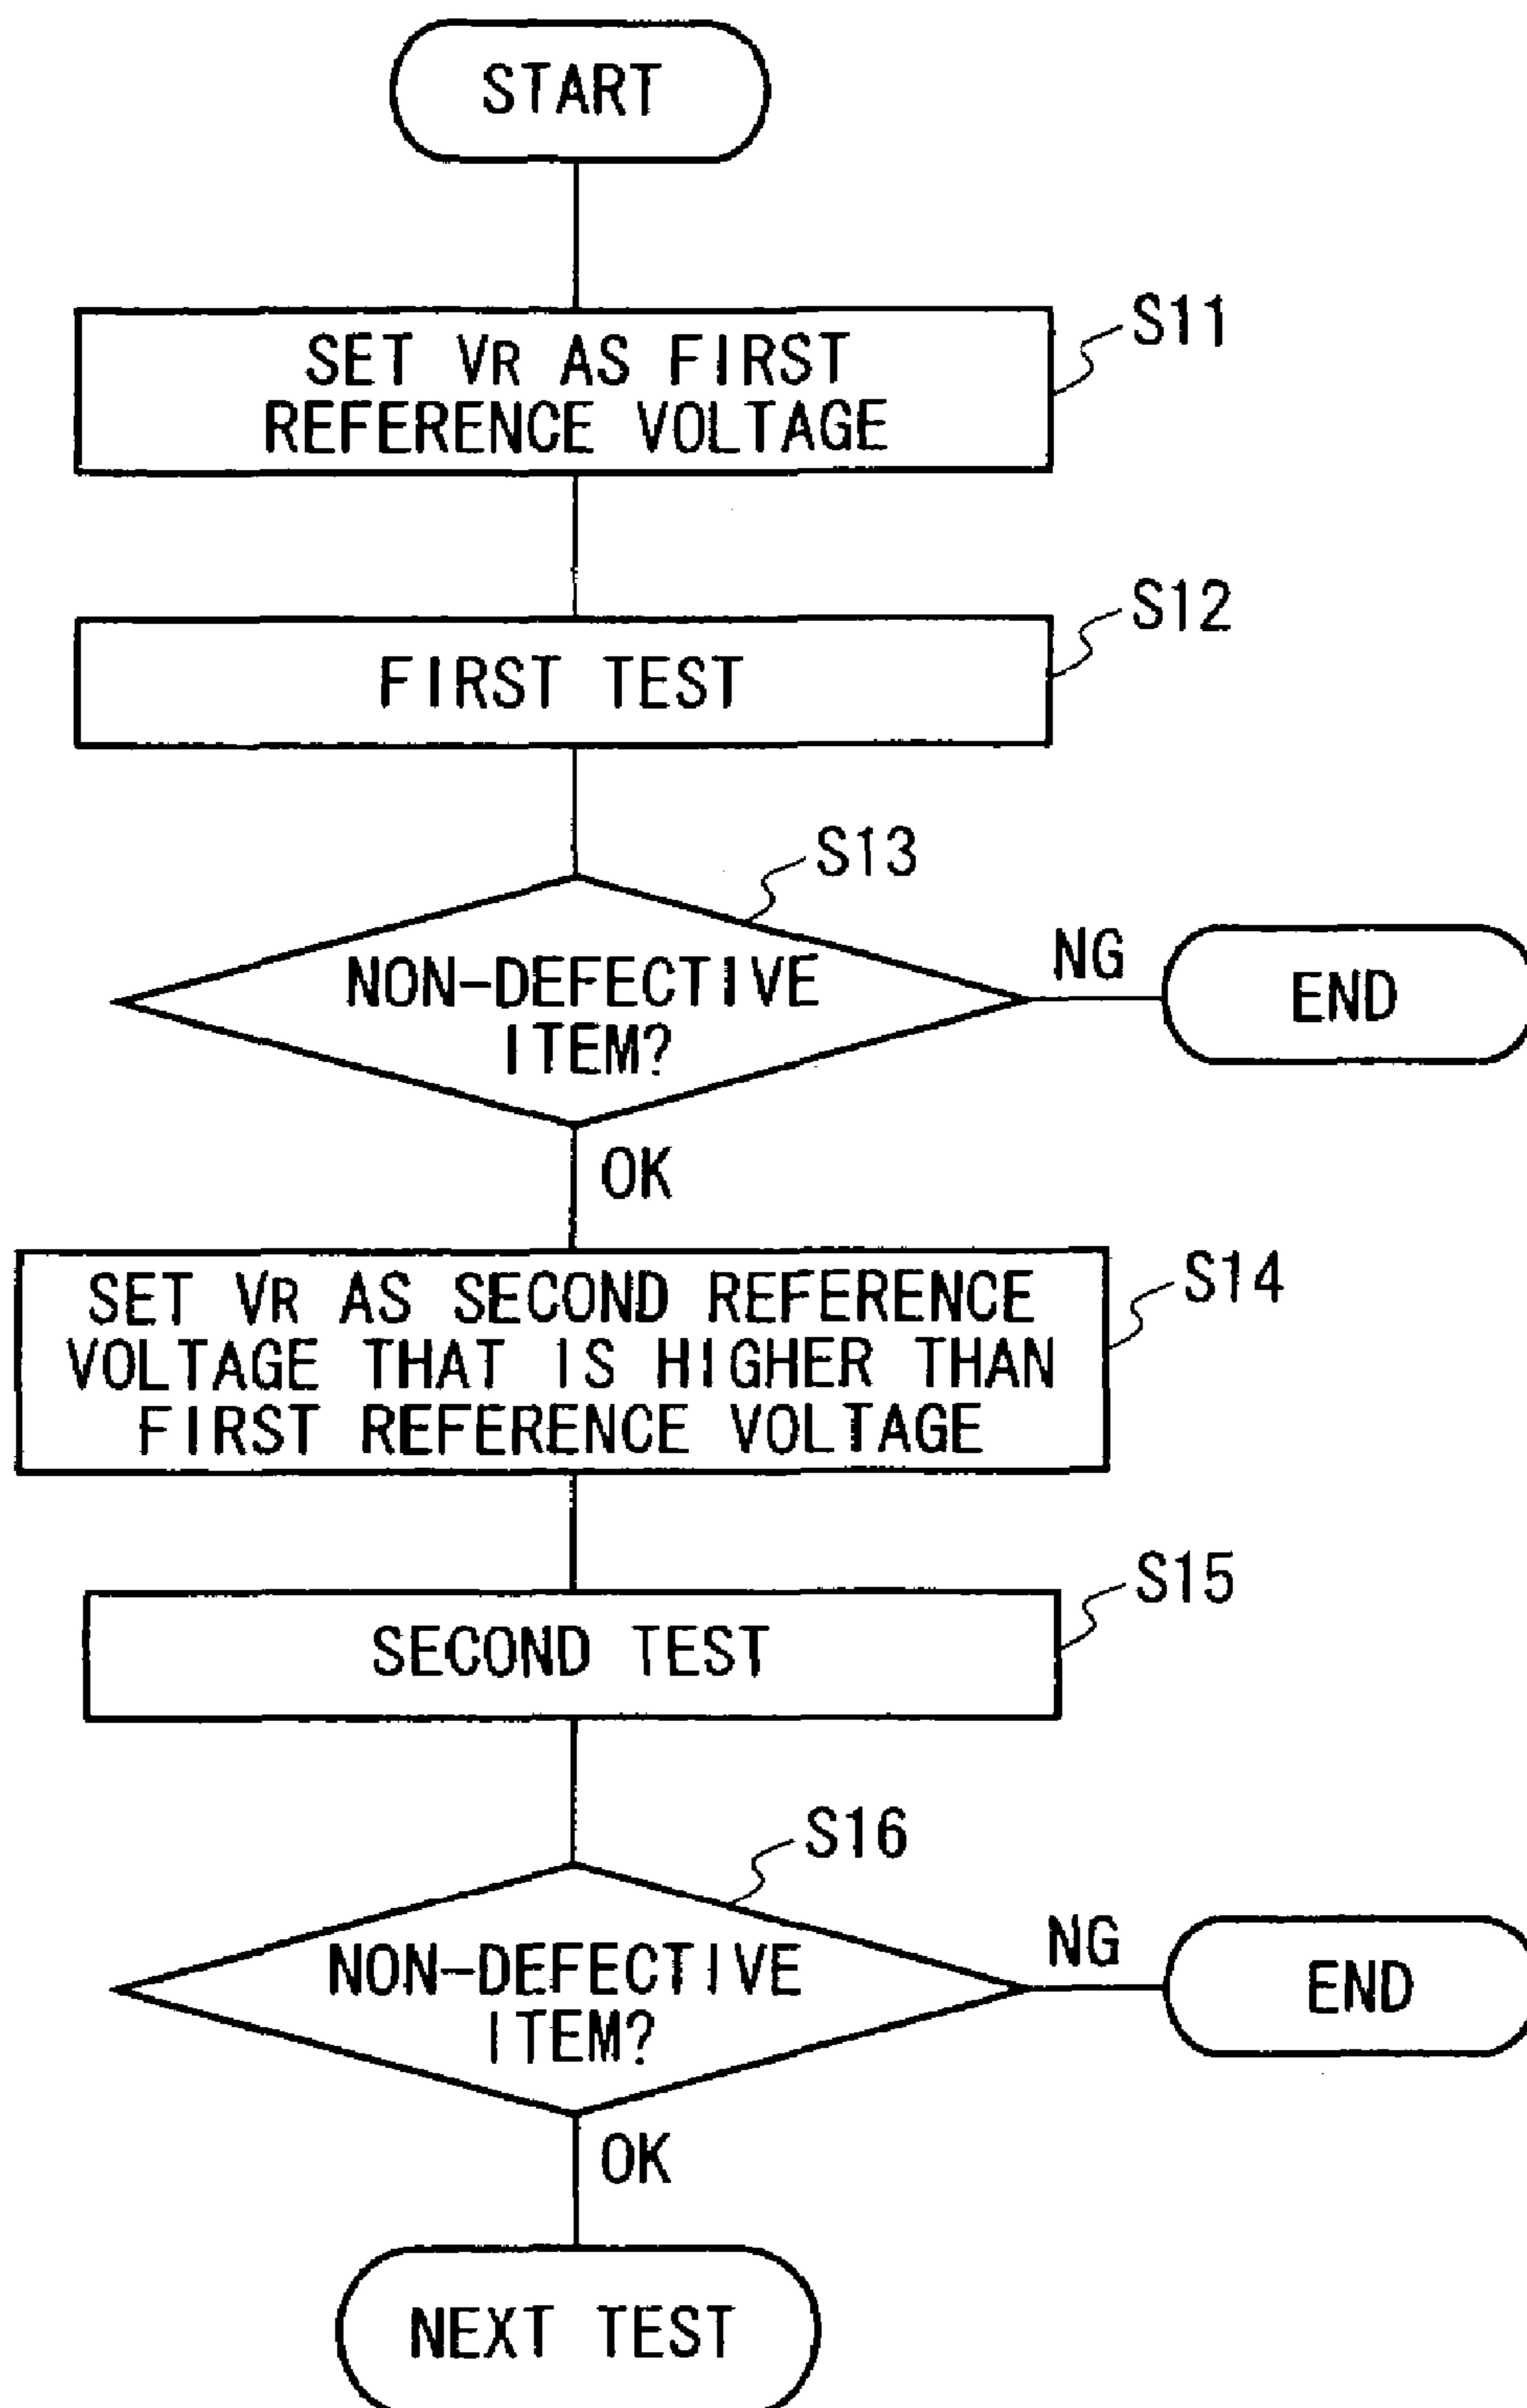 START
S11
SET VR AS FIRST
REFERENCE VOLTAGE
S12
FIRST TEST
S13
NON-DEFECTIVE
ITEM?
NG
END
OK
S14
SET VR AS SECOND REFERENCE
VOLTAGE THAT IS HIGHER THAN
FIRST REFERENCE VOLTAGE
S15
SECOND TEST
S16
NON-DEFECTIVE
ITEM?
NG
END
OK
NEXT TEST